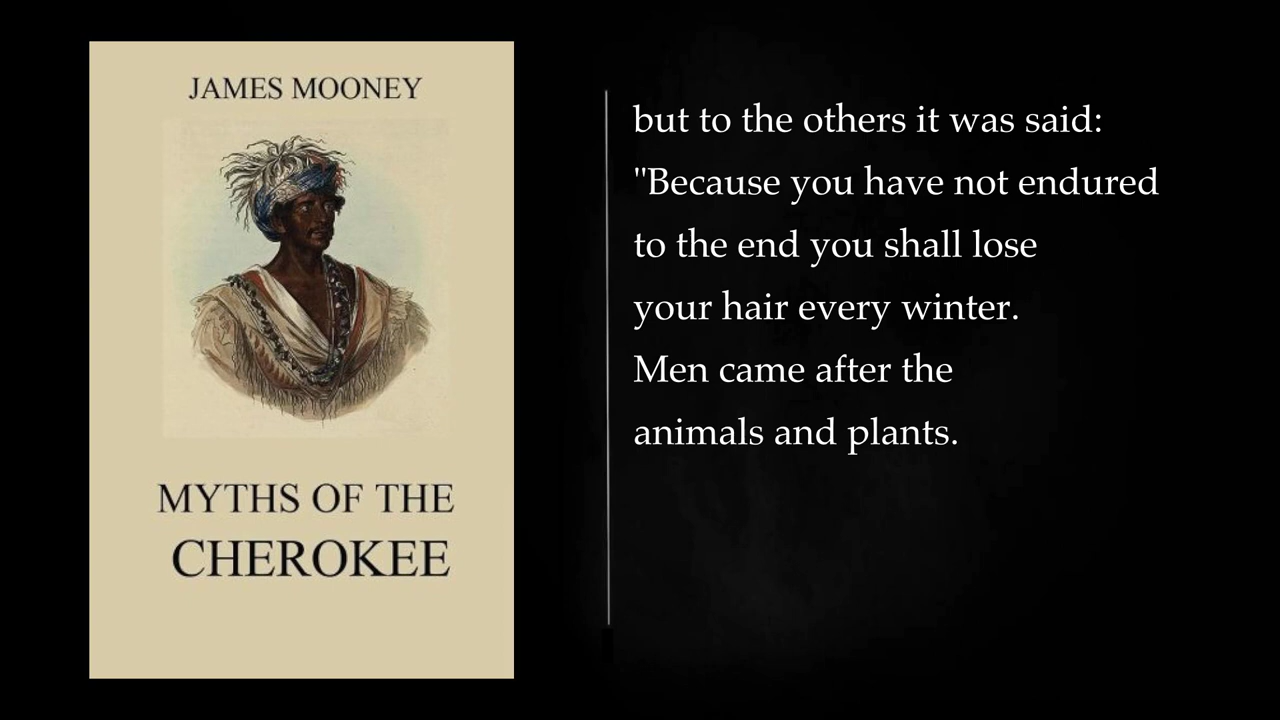 JAMES MOONEY
MYTHS OF THE
CHEROKEE
but to the others it was said:
"Because you have not endured
to the end you shall lose
your hair every winter.
Men came after the
animals and plants.